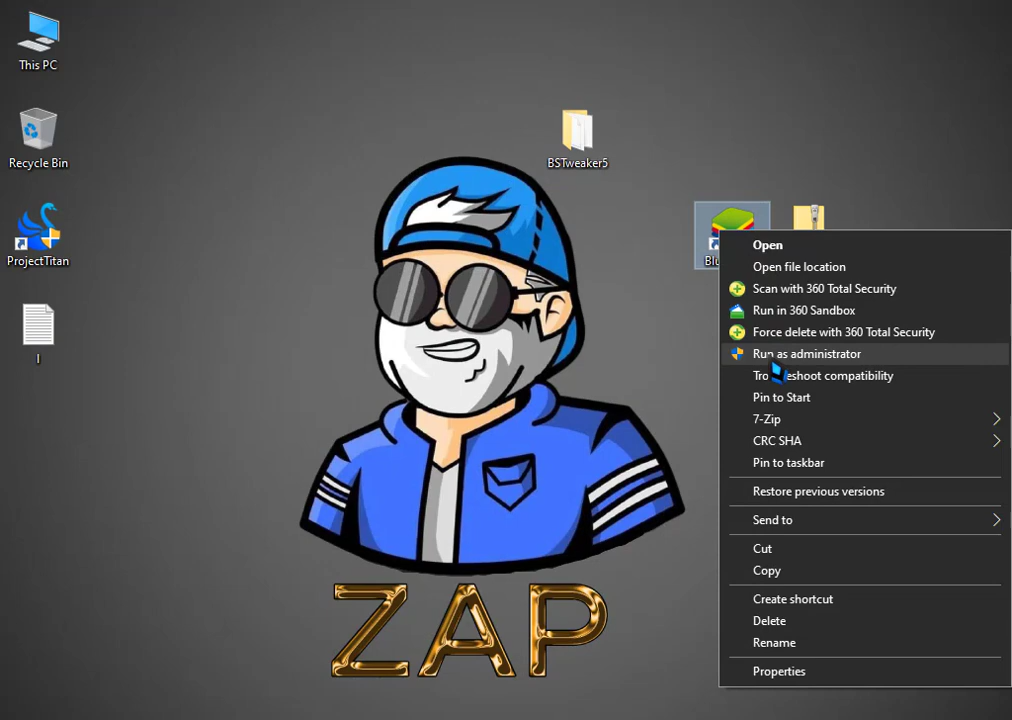 This PC
Recycle Bin
ProjectTitan
l
BSTweaker5
Open
Open file location
Scan with 360 Total Security
Run in 360 Sandbox
Force delete with 360 Total Security
Run as administrator
Troubleshoot compatibility
Pin to Start
7-Zip
CRC SHA
Pin to taskbar
Restore previous versions
Send to
Cut
Copy
Create shortcut
Delete
Rename
Properties
ZAP